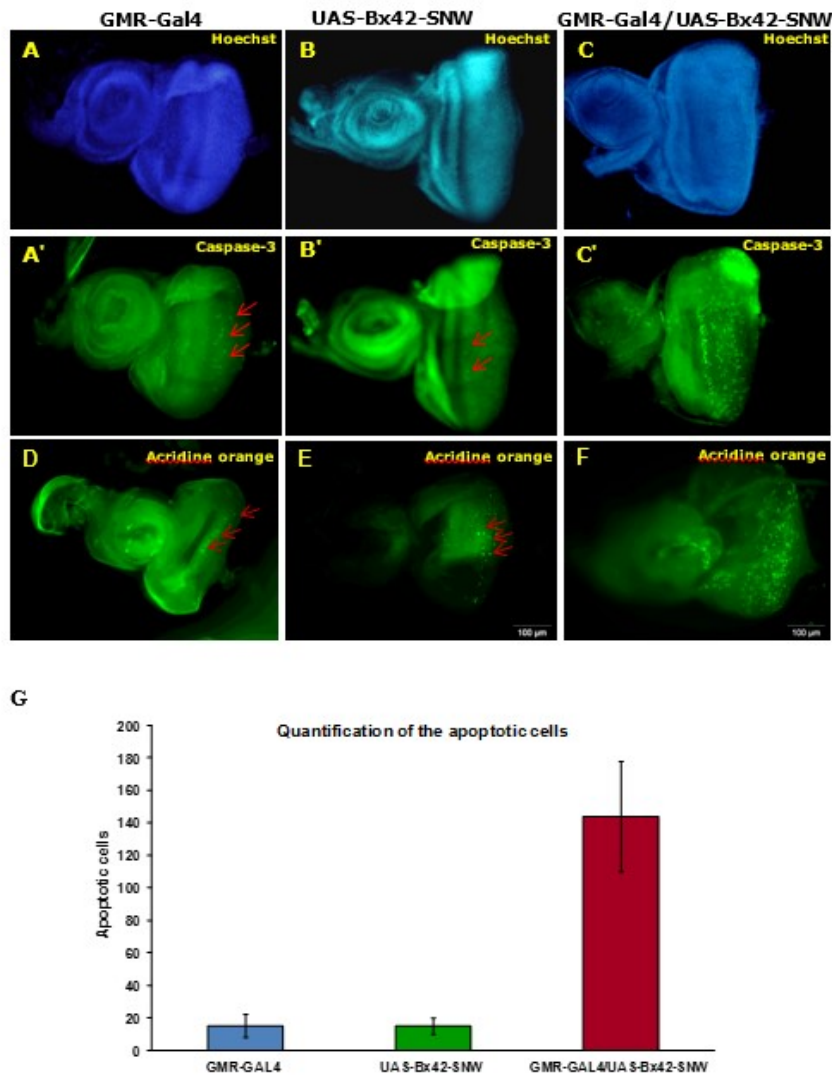 GMR-Gal4 UAS-Bx42-SNW GMR-Gal4/UAS-Bx42-SNW
A Hoechst B Hoechst C Hoechst
A' Caspase-3 B' Caspase-3 C' Caspase-3
D Acridine orange E Acridine orange F Acridine orange
100 µm 100 µm
G
Quantification of the apoptotic cells
Apoptotic cells
200
180
160
140
120
100
80
60
40
20
0
GMR-GAL4 UAS-Bx42-SNW GMR-GAL4/UAS-Bx42-SNW